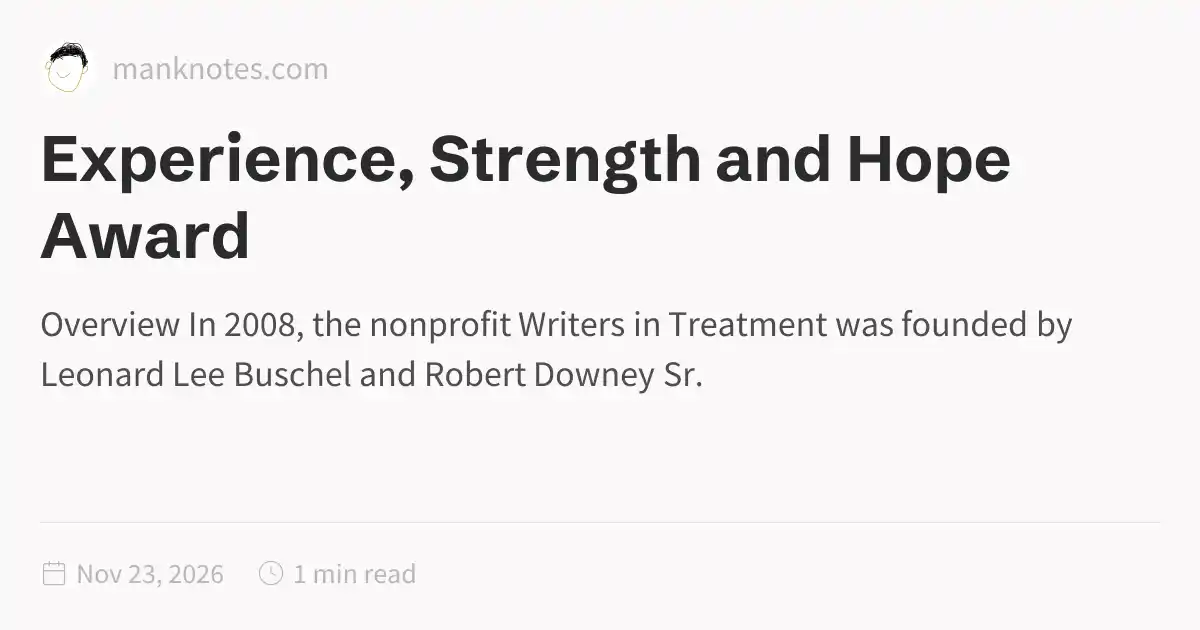 manknotes.com
Experience, Strength and Hope
Award
Overview In 2008, the nonprofit Writers in Treatment was founded by
Leonard Lee Buschel and Robert Downey Sr.
Nov 23, 2026 1 min read